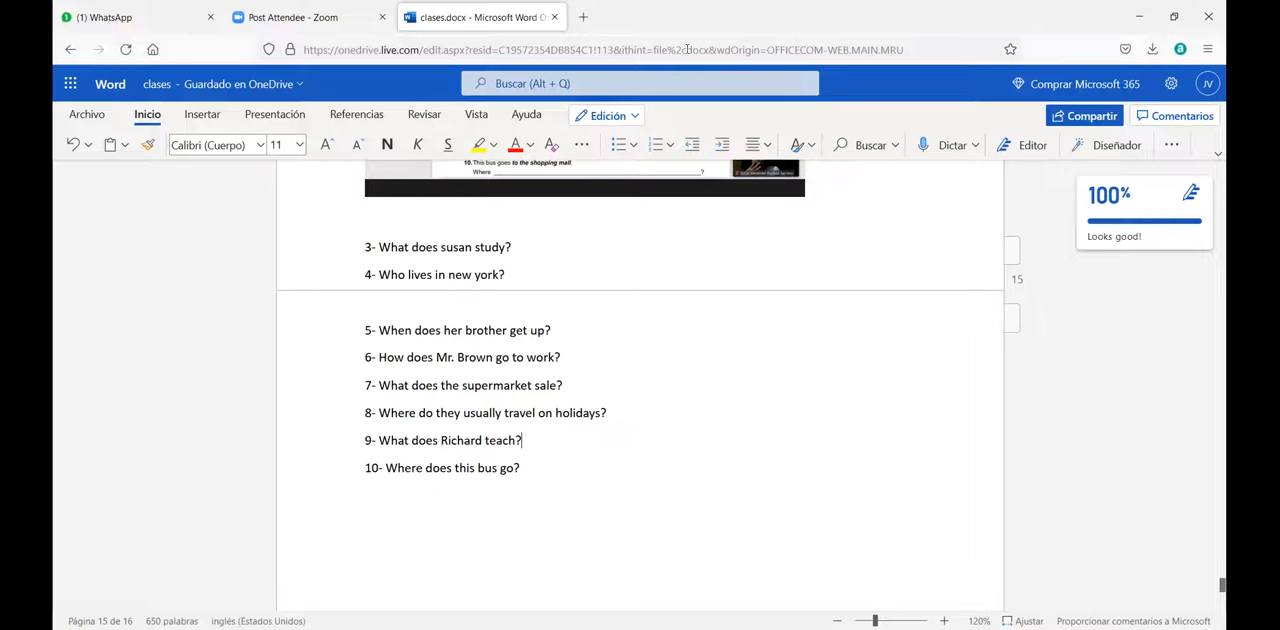 (1) WhatsApp
Post Attendee - Zoom
clases.docx - Microsoft Word O
https://onedrive.live.com/edit.aspx?resid=C19572354DB854C1!113&ithint=file%2cdocx&wdOrigin=OFFICECOM-WEB.MAIN.MRU
Word
clases - Guardado en OneDrive
Buscar (Alt + Q)
Comprar Microsoft 365
JV
Archivo
Inicio
Insertar
Presentación
Referencias
Revisar
Vista
Ayuda
Edición
Compartir
Comentarios
Calibri (Cuerpo)
11
A
A
N
K
S
A
A
Buscar
Dictar
Editor
Diseñador
10. This bus goes to the shopping mall.
Where ?
100%
Looks good!
3- What does susan study?
4- Who lives in new york?
15
5- When does her brother get up?
6- How does Mr. Brown go to work?
7- What does the supermarket sale?
8- Where do they usually travel on holidays?
9- What does Richard teach?
10- Where does this bus go?
Página 15 de 16
650 palabras
inglés (Estados Unidos)
120%
Ajustar
Proporcionar comentarios a Microsoft